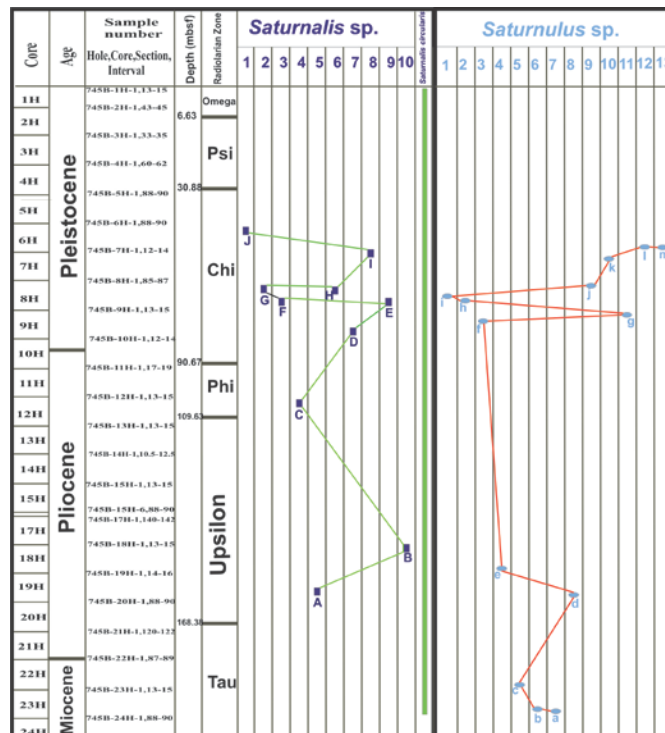 Core
Age
Sample
number
Hole,Core,Section,
Interval
Depth (mbsf)
Radiolarian Zone
Saturnalis sp.
1 2 3 4 5 6 7 8 9 10
Saturnalis circularis
Saturnulus sp.
1 2 3 4 5 6 7 8 9 10 11 12 13
1H
2H
3H
4H
5H
6H
7H
8H
9H
10H
11H
12H
13H
14H
15H
17H
18H
19H
20H
21H
22H
23H
24H
Pleistocene
Pliocene
Miocene
745B-1H-1,13-15
745B-2H-1,43-45
745B-3H-1,33-35
745B-4H-1,60-62
745B-5H-1,88-90
745B-6H-1,88-90
745B-7H-1,12-14
745B-8H-1,85-87
745B-9H-1,13-15
745B-10H-1,12-14
745B-11H-1,17-19
745B-12H-1,13-15
745B-13H-1,13-15
745B-14H-1,10.5-12.5
745B-15H-1,13-15
745B-15H-6,88-90
745B-17H-1,140-142
745B-18H-1,13-15
745B-19H-1,14-16
745B-20H-1,88-90
745B-21H-1,120-122
745B-22H-1,87-89
745B-23H-1,13-15
745B-24H-1,88-90
6.63
30.88
90.67
109.63
168.38
Omega
Psi
Chi
Phi
Upsilon
Tau
J
I
G
H
F
E
D
C
B
A
l
k
j
i
h
g
f
e
d
c
b
a